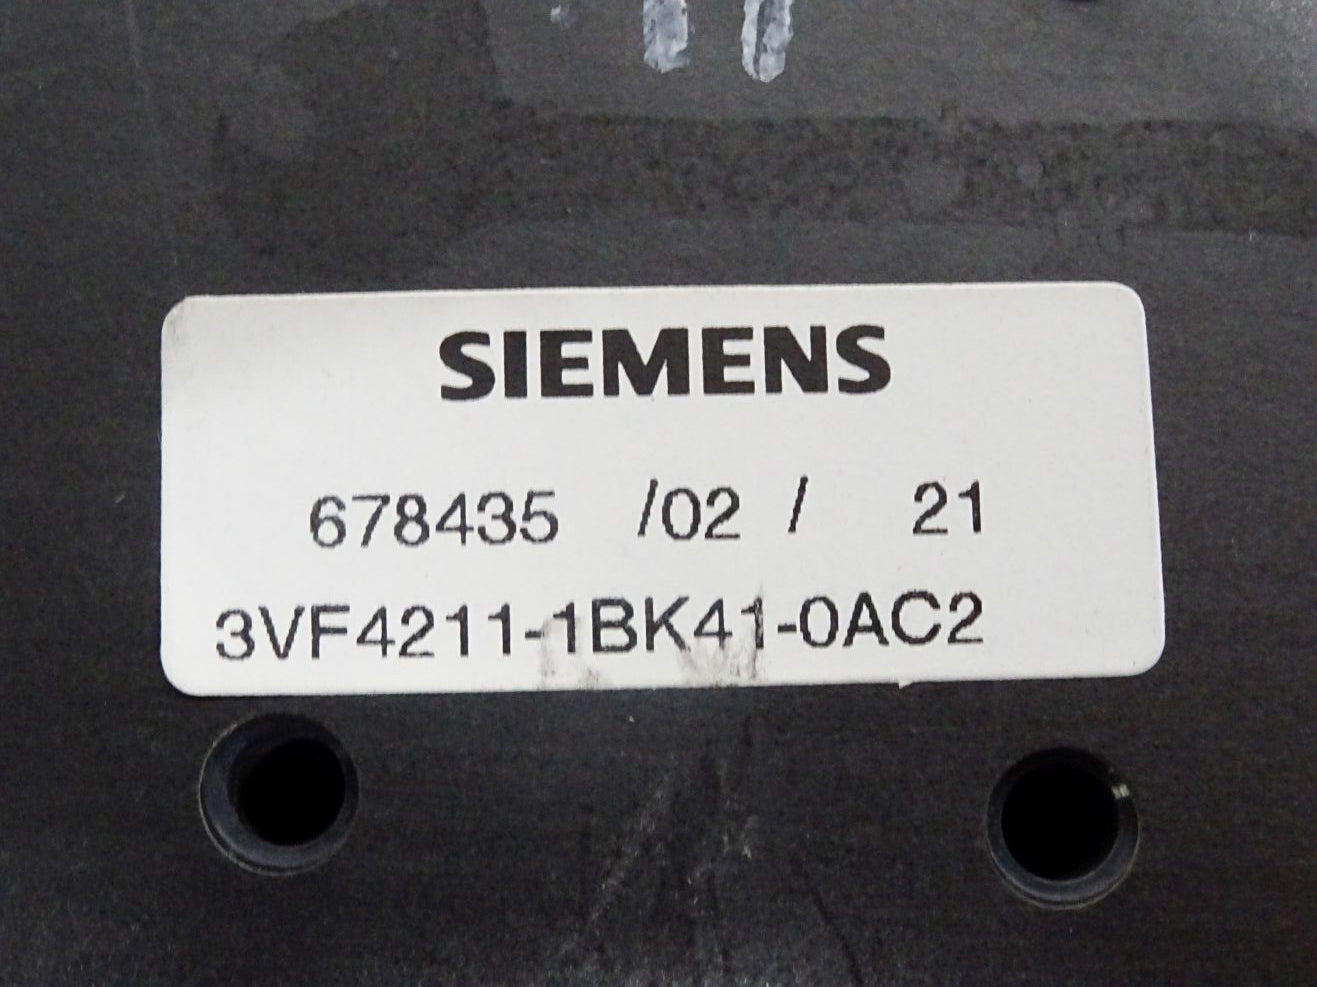 SIEMENS
678435 /02 / 21
3VF4211-1BK41-0AC2